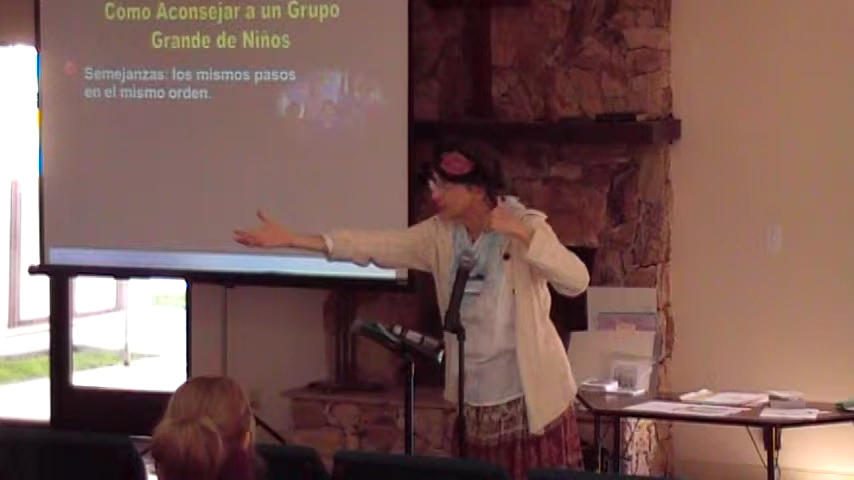 Como Aconsejar a un Grupo
Grande de Niños
Semejanzas: los mismos pasos
en el mismo orden.